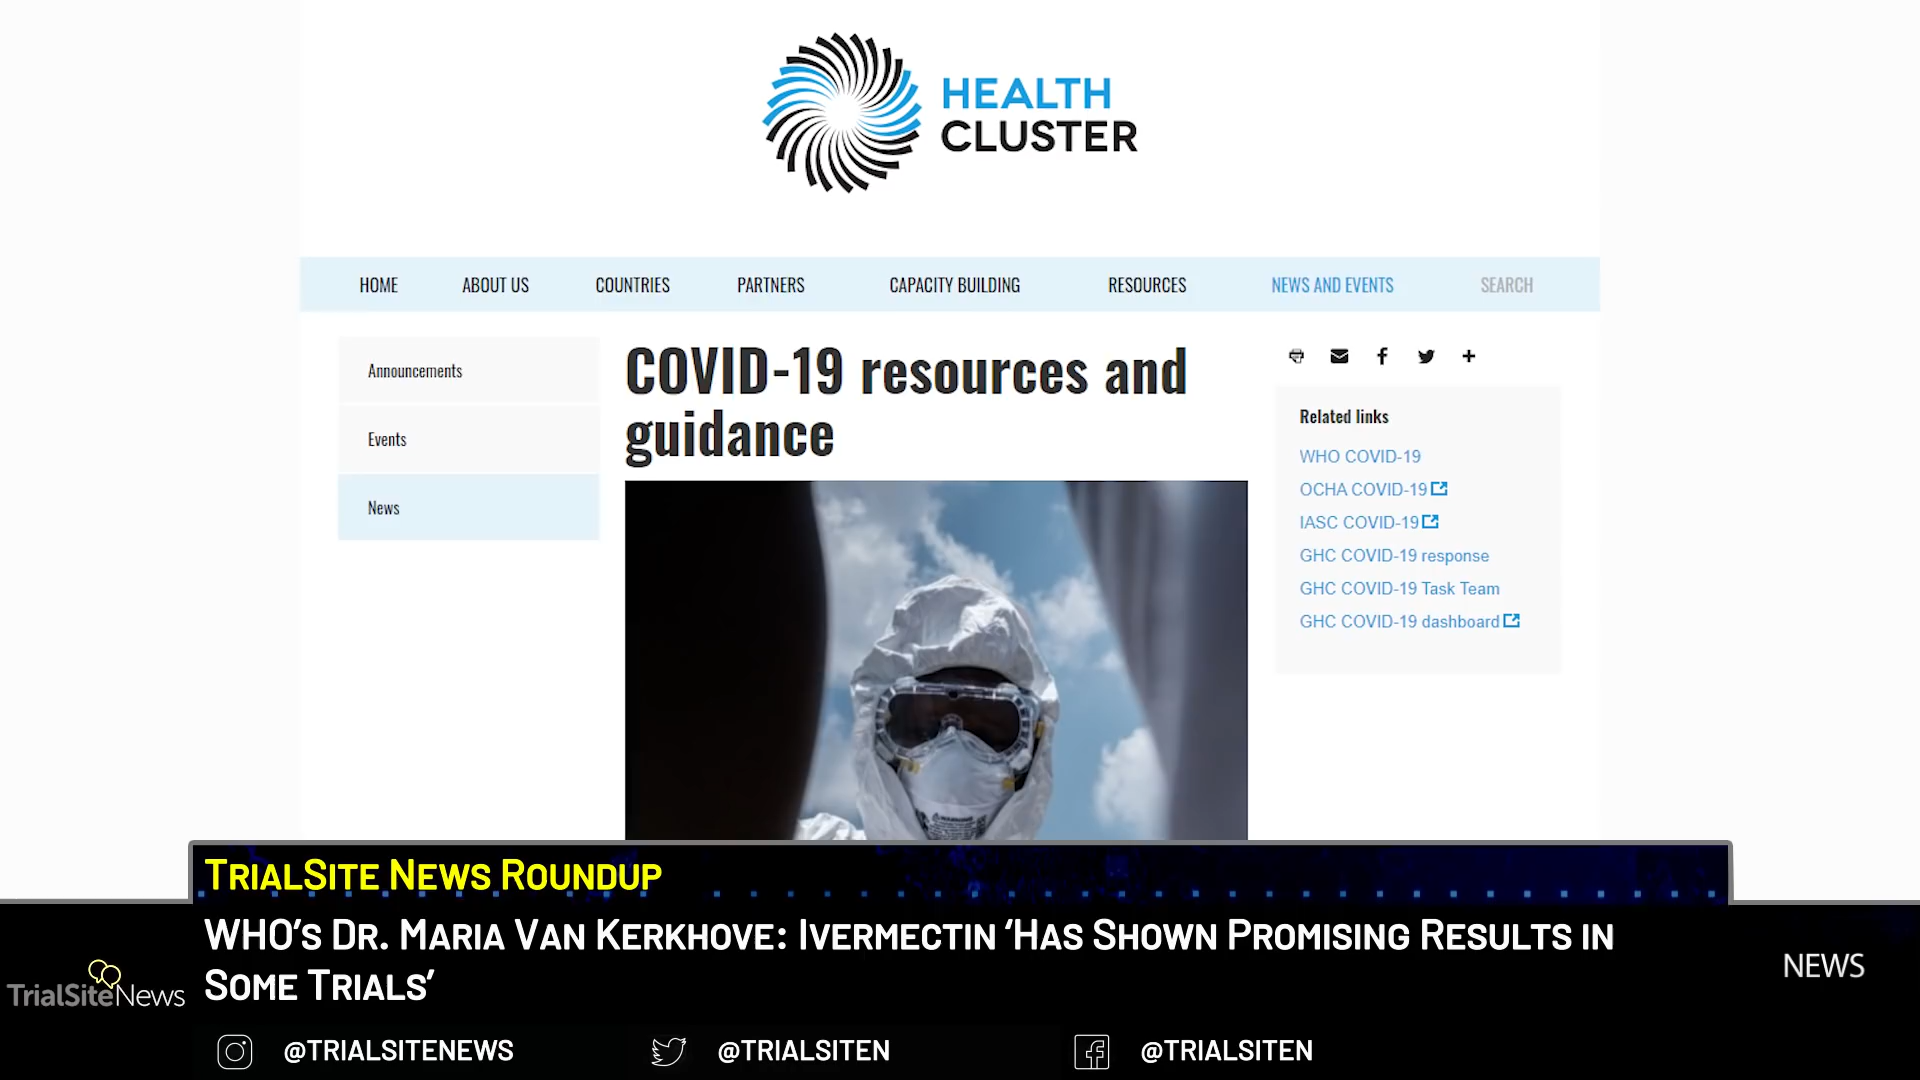 HEALTH
CLUSTER
HOME ABOUT US COUNTRIES PARTNERS CAPACITY BUILDING RESOURCES NEWS AND EVENTS SEARCH
Announcements
Events
News
COVID-19 resources and
guidance
Related links
WHO COVID-19
OCHA COVID-19
IASC COVID-19
GHC COVID-19 response
GHC COVID-19 Task Team
GHC COVID-19 dashboard
TrialSite News Roundup
WHO's Dr. Maria Van Kerkhove: Ivermectin ‘Has Shown Promising Results in
Some Trials’
TrialSiteNews
NEWS
@TRIALSITENEWS @TRIALSITEN @TRIALSITEN